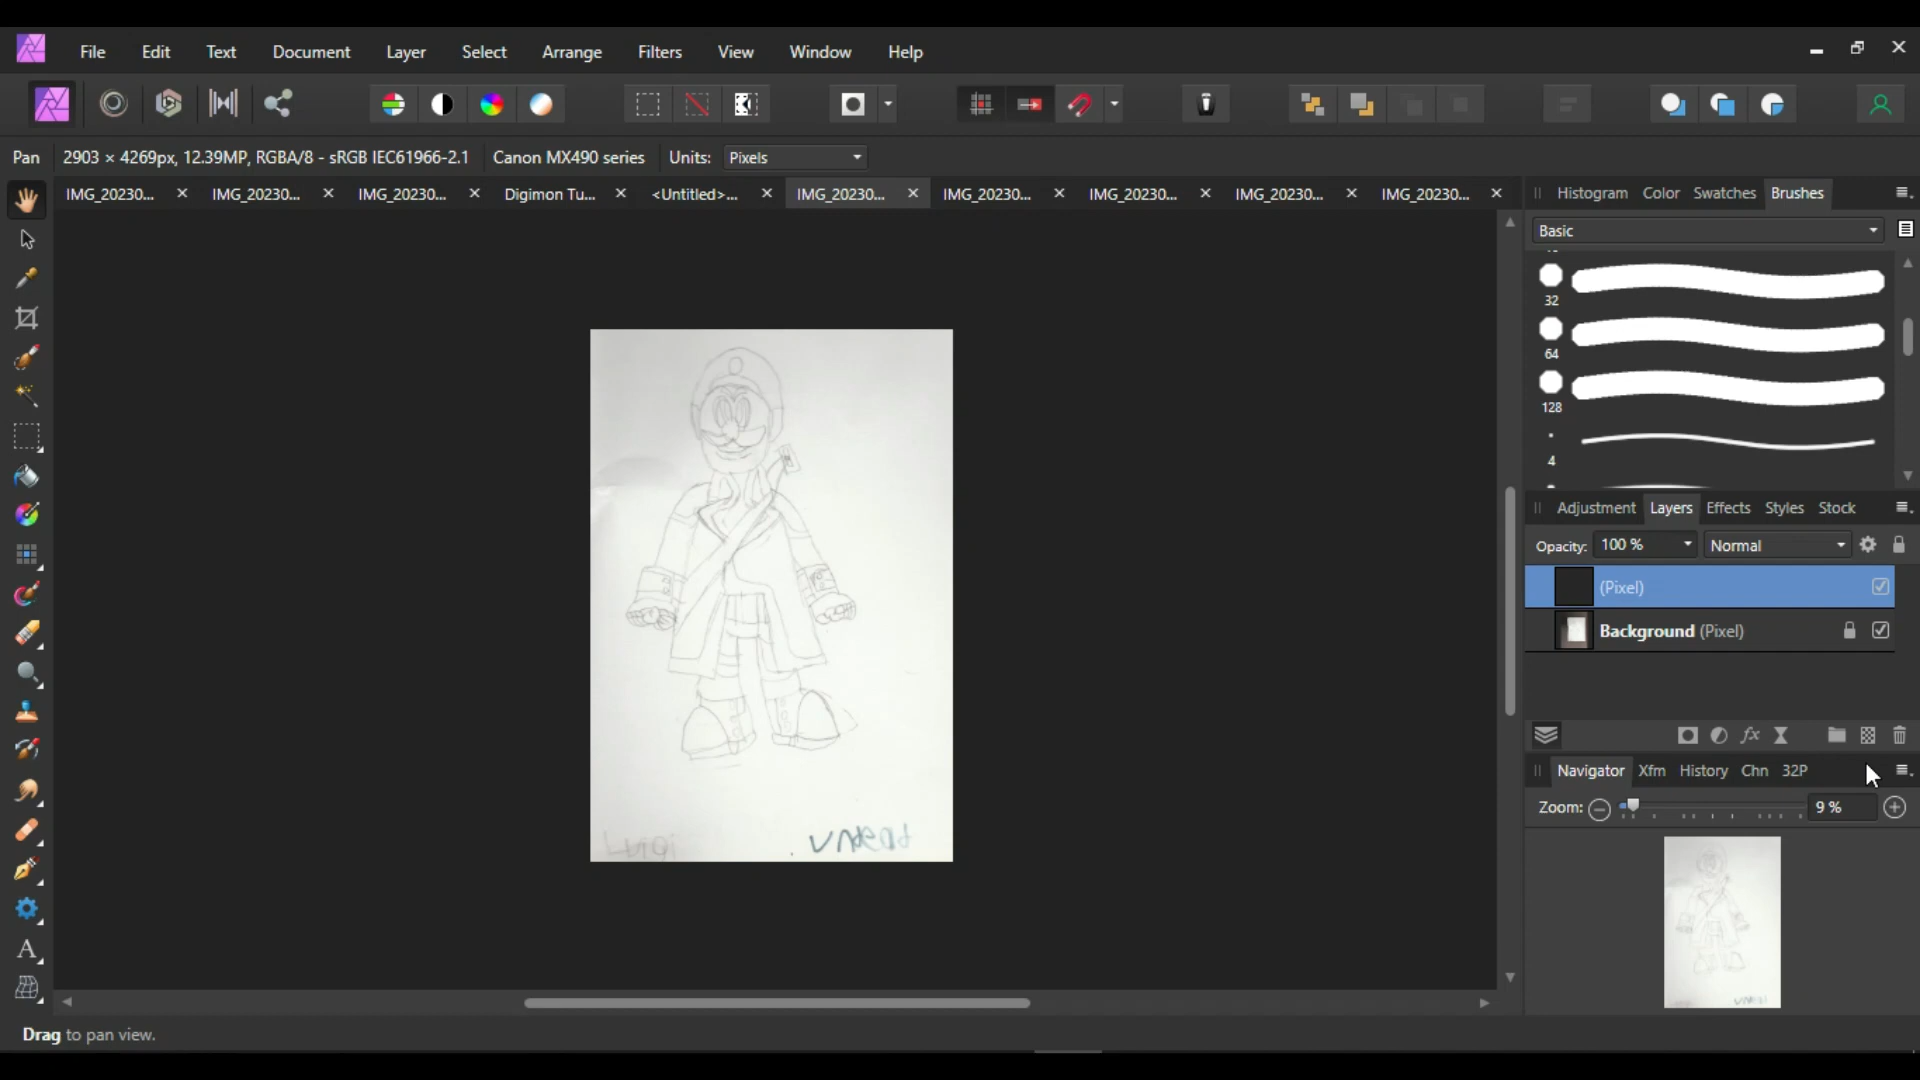 File Edit Text Document Layer Select Arrange Filters View Window Help
Pan 2903 × 4269px, 12.39MP, RGBA/8 - sRGB IEC61966-2.1 Canon MX490 series Units: Pixels
IMG_20230... IMG_20230... IMG_20230... Digimon Tu... <Untitled>... IMG_20230... IMG_20230... IMG_20230... IMG_20230... IMG_20230...
Histogram Color Swatches Brushes
Basic
32
64
128
4
Adjustment Layers Effects Styles Stock
Opacity: 100 % Normal
(Pixel)
Background (Pixel)
Navigator Xfm History Chn 32P
Zoom: 9 %
Luigi
Drag to pan view.